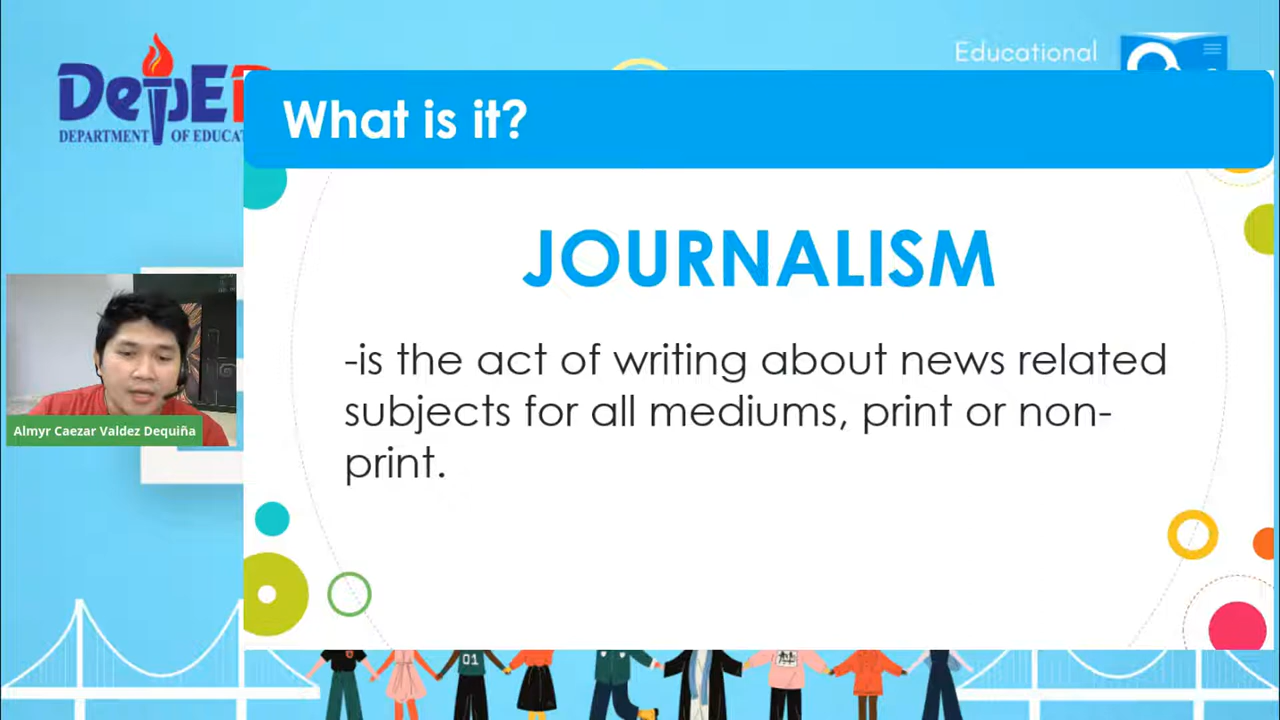 Educational
DepED
DEPARTMENT OF EDUCAT
What is it?
JOURNALISM
-is the act of writing about news related
subjects for all mediums, print or non-
print.
Almyr Caezar Valdez Dequiña
01